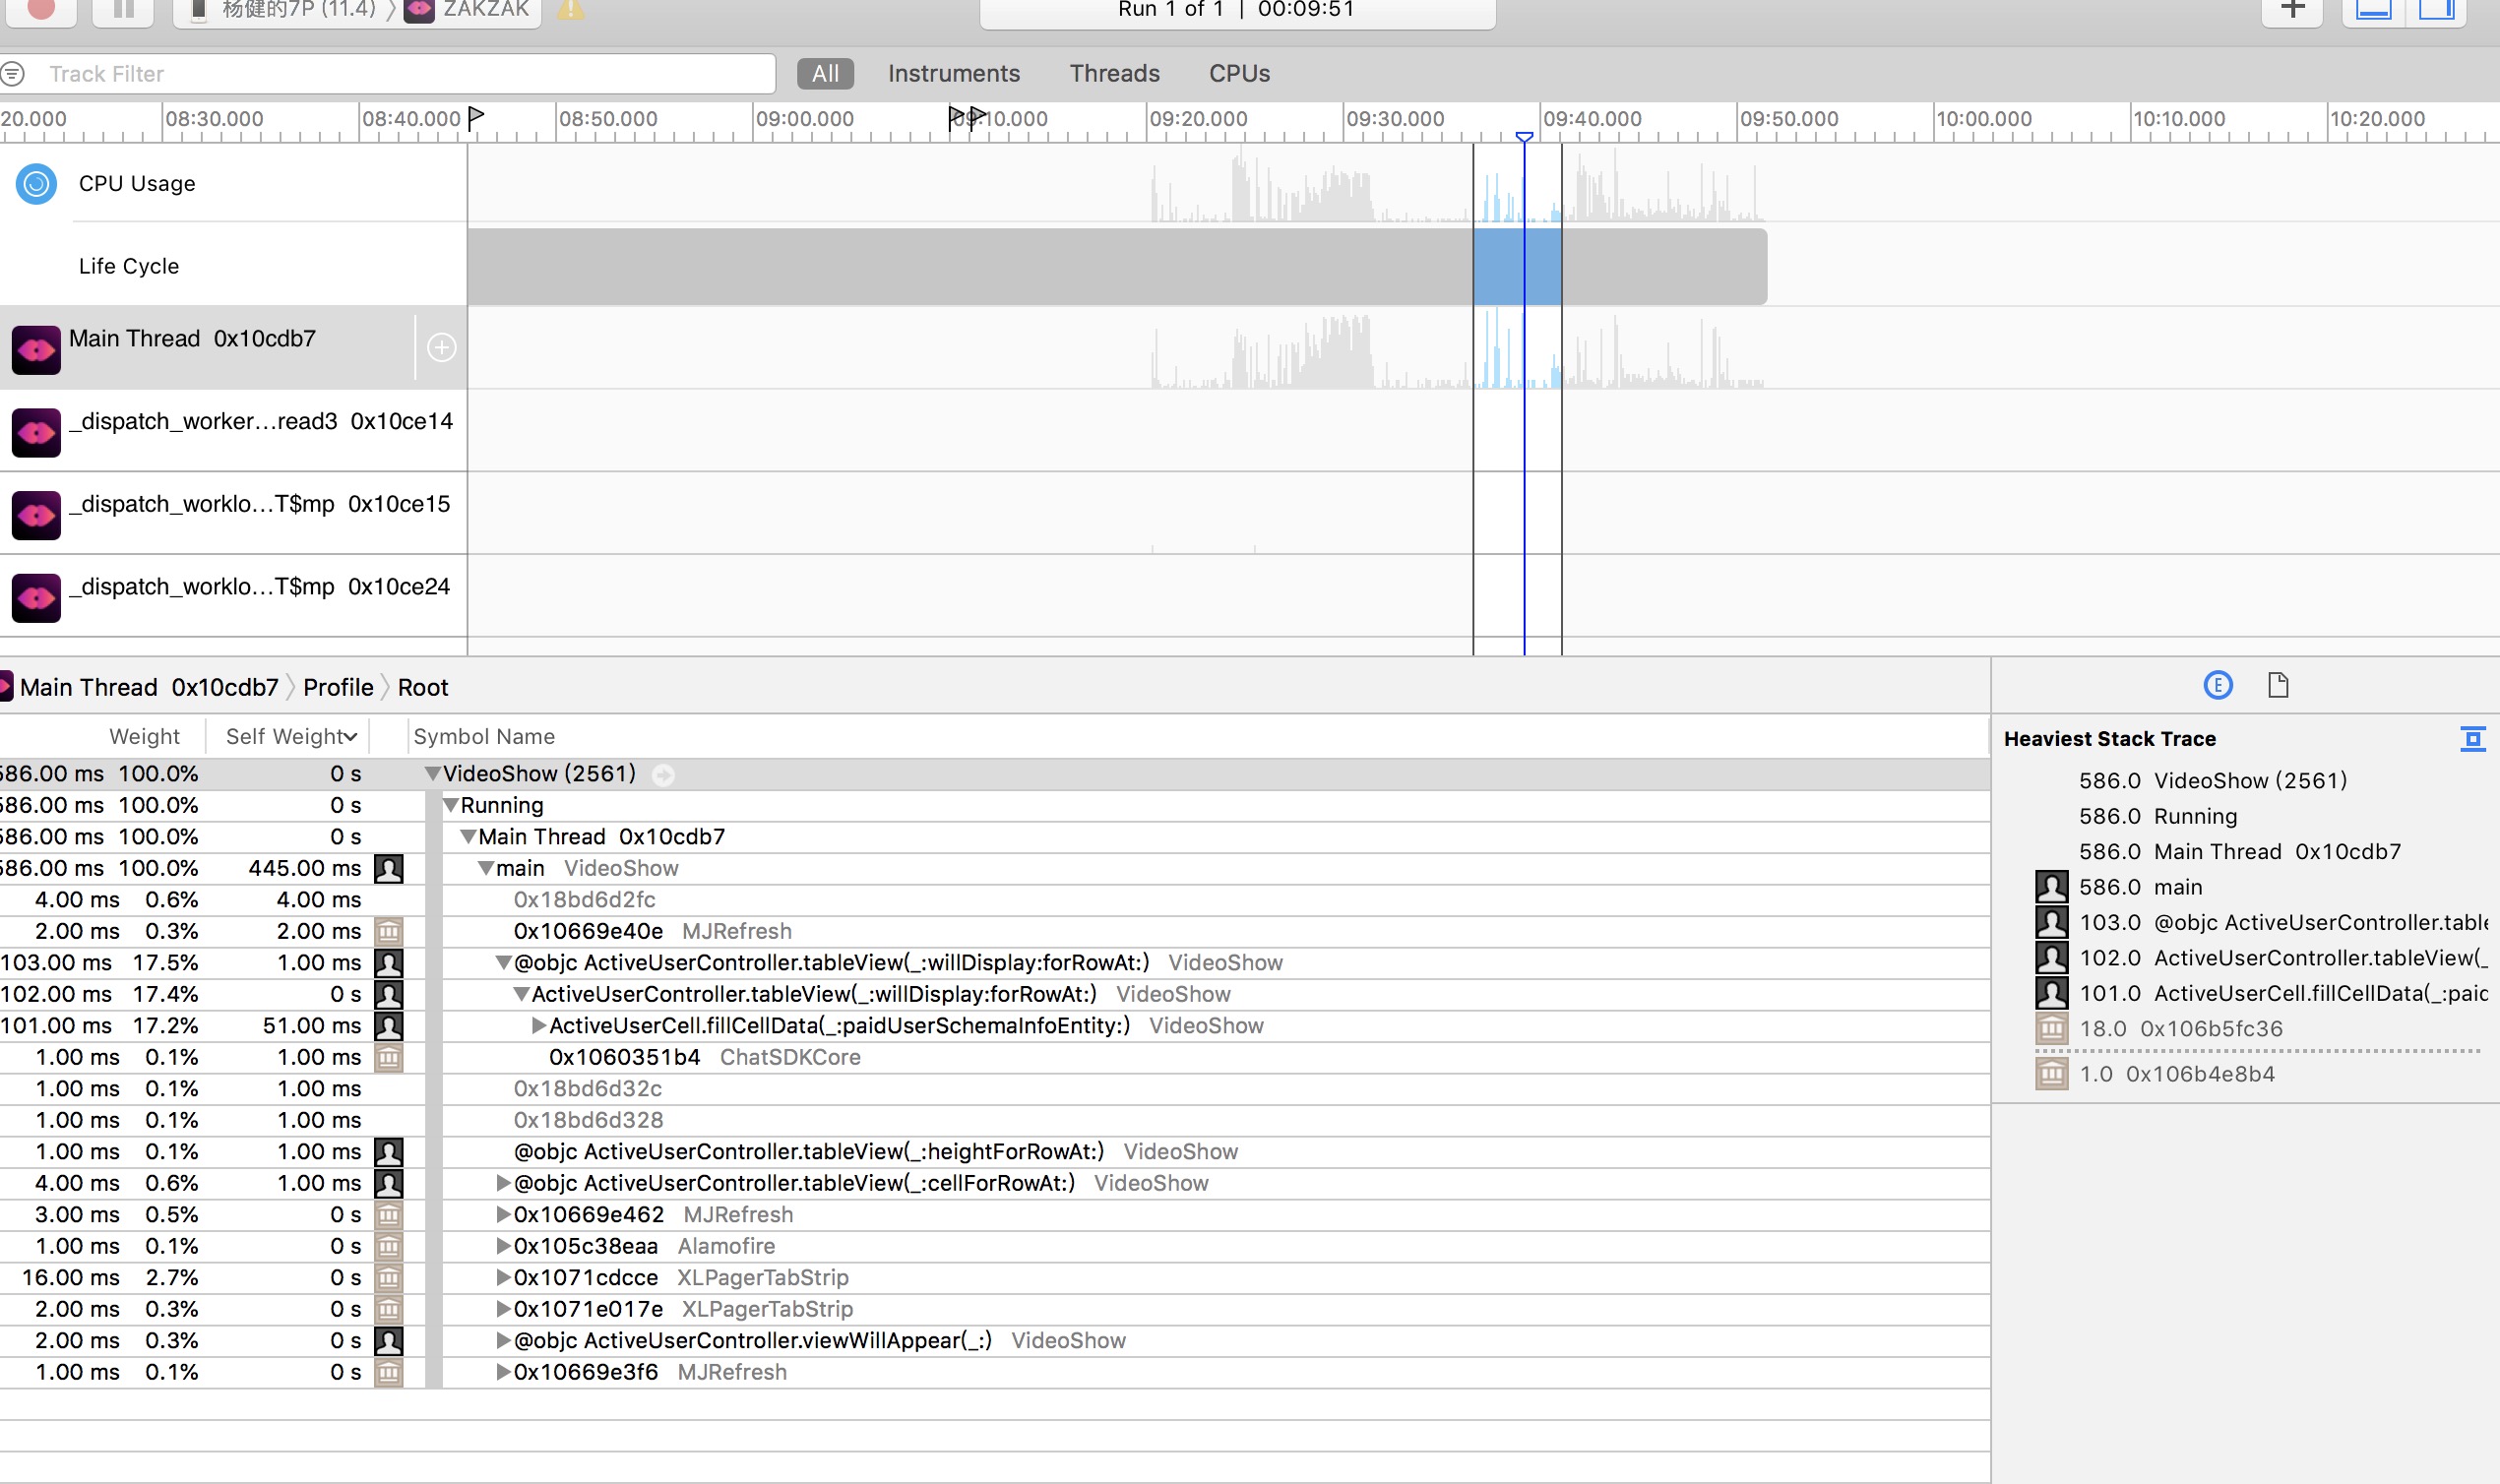 杨健的7P (11.4) 〉 ZAKZAK
Run 1 of 1 | 00:09:51
Track Filter
All Instruments Threads CPUs
20.000 08:30.000 08:40.000 08:50.000 09:00.000 09:10.000 09:20.000 09:30.000 09:40.000 09:50.000 10:00.000 10:10.000 10:20.000
CPU Usage
Life Cycle
Main Thread 0x10cdb7
_dispatch_worker…read3 0x10ce14
_dispatch_worklo…T$mp 0x10ce15
_dispatch_worklo…T$mp 0x10ce24
Main Thread 0x10cdb7 〉 Profile 〉 Root
Weight Self Weight Symbol Name
586.00 ms 100.0% 0 s VideoShow (2561)
586.00 ms 100.0% 0 s Running
586.00 ms 100.0% 0 s Main Thread 0x10cdb7
586.00 ms 100.0% 445.00 ms main VideoShow
4.00 ms 0.6% 4.00 ms 0x18bd6d2fc
2.00 ms 0.3% 2.00 ms 0x10669e40e MJRefresh
103.00 ms 17.5% 1.00 ms @objc ActiveUserController.tableView(_:willDisplay:forRowAt:) VideoShow
102.00 ms 17.4% 0 s ActiveUserController.tableView(_:willDisplay:forRowAt:) VideoShow
101.00 ms 17.2% 51.00 ms ActiveUserCell.fillCellData(_:paidUserSchemaInfoEntity:) VideoShow
1.00 ms 0.1% 1.00 ms 0x1060351b4 ChatSDKCore
1.00 ms 0.1% 1.00 ms 0x18bd6d32c
1.00 ms 0.1% 1.00 ms 0x18bd6d328
1.00 ms 0.1% 1.00 ms @objc ActiveUserController.tableView(_:heightForRowAt:) VideoShow
4.00 ms 0.6% 1.00 ms @objc ActiveUserController.tableView(_:cellForRowAt:) VideoShow
3.00 ms 0.5% 0 s 0x10669e462 MJRefresh
1.00 ms 0.1% 0 s 0x105c38eaa Alamofire
16.00 ms 2.7% 0 s 0x1071cdcce XLPagerTabStrip
2.00 ms 0.3% 0 s 0x1071e017e XLPagerTabStrip
2.00 ms 0.3% 0 s @objc ActiveUserController.viewWillAppear(_:) VideoShow
1.00 ms 0.1% 0 s 0x10669e3f6 MJRefresh
E
Heaviest Stack Trace
586.0 VideoShow (2561)
586.0 Running
586.0 Main Thread 0x10cdb7
586.0 main
103.0 @objc ActiveUserController.table
102.0 ActiveUserController.tableView(_
101.0 ActiveUserCell.fillCellData(_:paid
18.0 0x106b5fc36
1.0 0x106b4e8b4